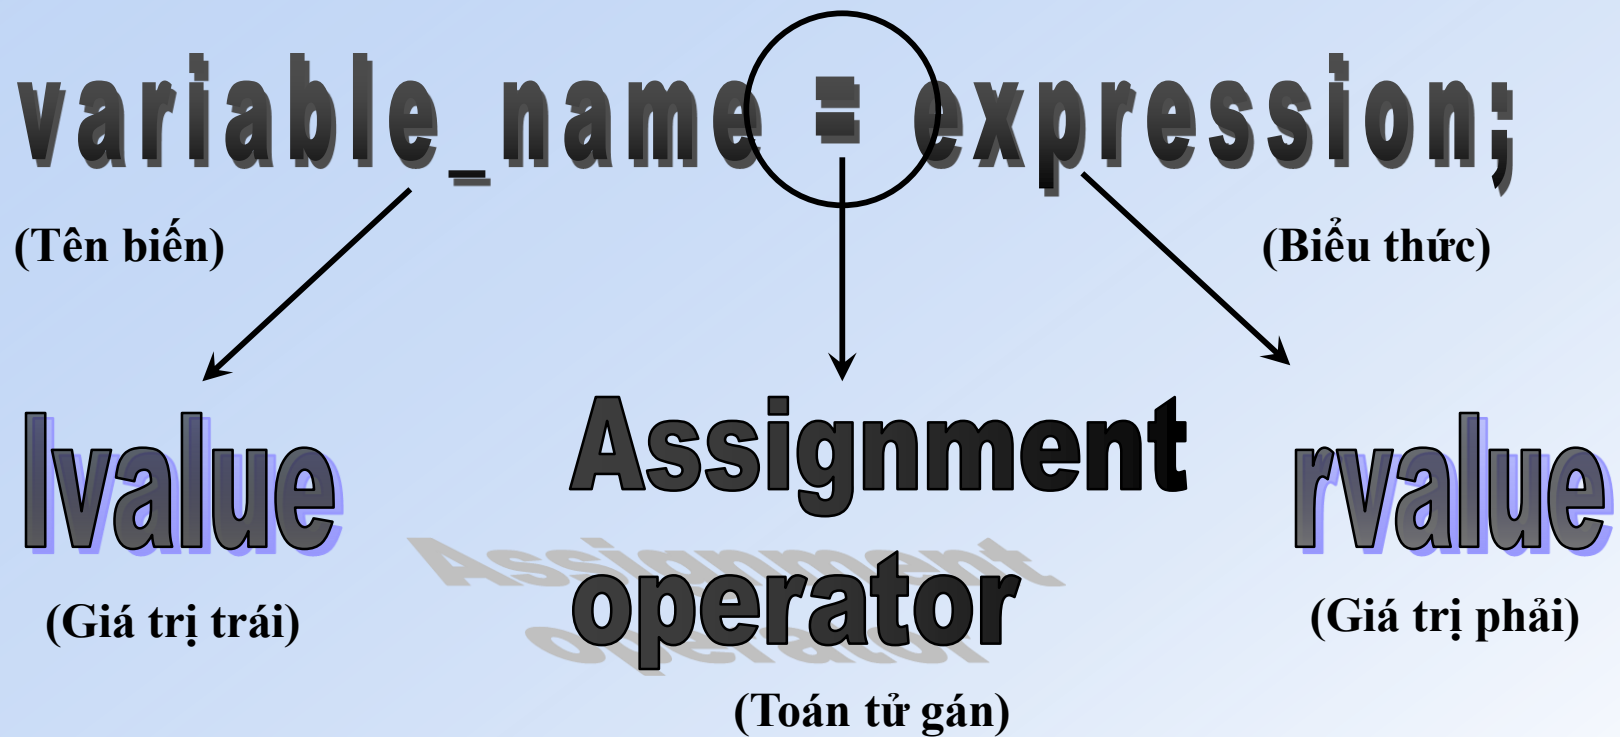 variable_name = expression;
(Tên biến)
(Biểu thức)
lvalue
Assignment
operator
rvalue
(Giá trị trái)
(Toán tử gán)
(Giá trị phải)